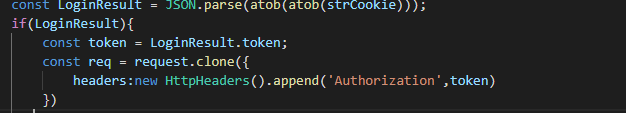 const LoginResult = JSON.parse(atob(atob(strCookie)));
if(LoginResult){
const token = LoginResult.token;
const req = request.clone({
headers:new HttpHeaders().append('Authorization',token)
})